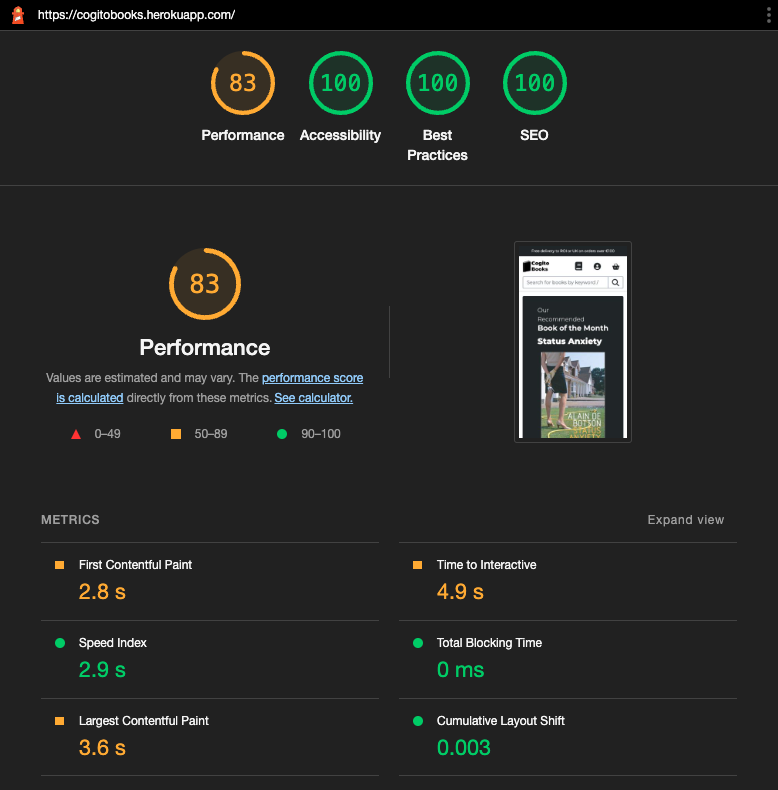 https://cogitobooks.herokuapp.com/
83
100
100
100
Performance
Accessibility
Best
Practices
SEO
83
Performance
Values are estimated and may vary. The performance score
is calculated directly from these metrics. See calculator.
0–49
50–89
90–100
Cogito
Books
Search for books by keyword /
Our
Recommended
Book of the Month
Status Anxiety
ALAIN DE
BOTTON
STATUS
ANXIETY
METRICS
Expand view
First Contentful Paint
2.8 s
Time to Interactive
4.9 s
Speed Index
2.9 s
Total Blocking Time
0 ms
Largest Contentful Paint
3.6 s
Cumulative Layout Shift
0.003